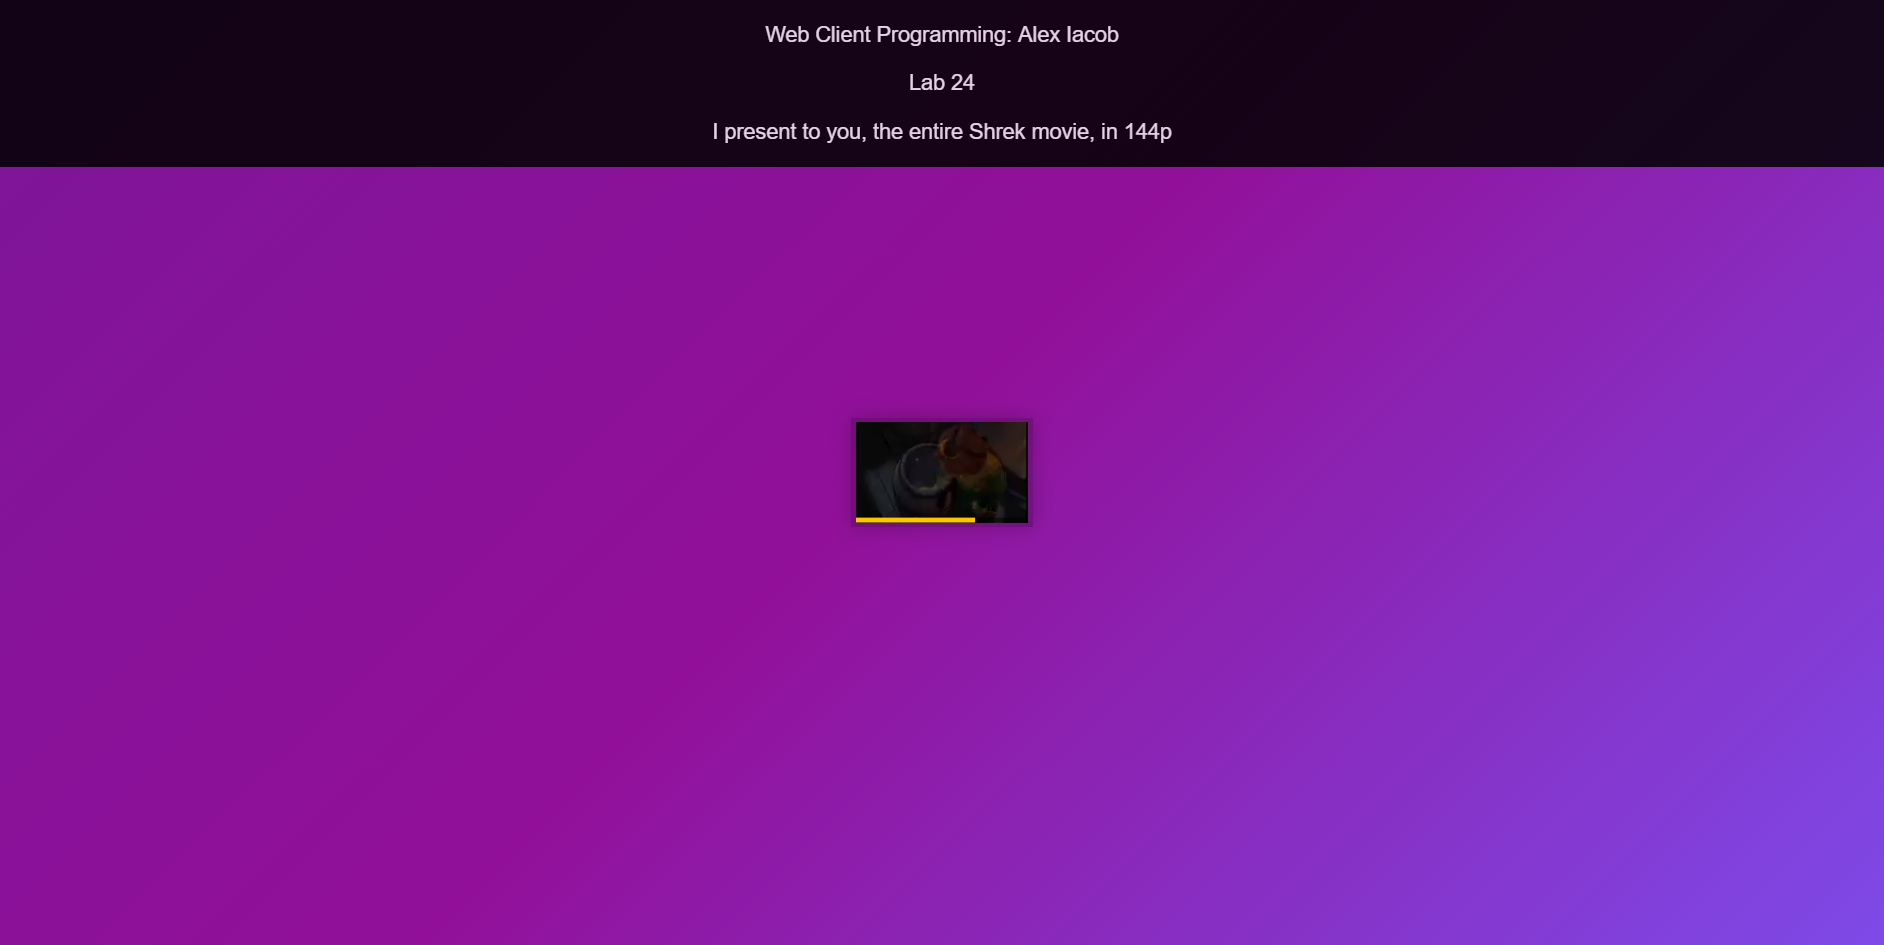 Web Client Programming: Alex Iacob
Lab 24
I present to you, the entire Shrek movie, in 144p